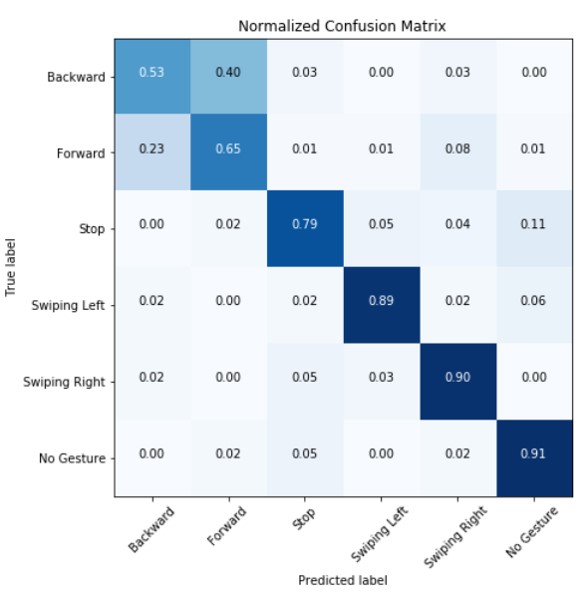 Normalized Confusion Matrix
True label
Backward 0.53 0.40 0.03 0.00 0.03 0.00
Forward 0.23 0.65 0.01 0.01 0.08 0.01
Stop 0.00 0.02 0.79 0.05 0.04 0.11
Swiping Left 0.02 0.00 0.02 0.89 0.02 0.06
Swiping Right 0.02 0.00 0.05 0.03 0.90 0.00
No Gesture 0.00 0.02 0.05 0.00 0.02 0.91
Backward Forward Stop Swiping Left Swiping Right No Gesture
Predicted label